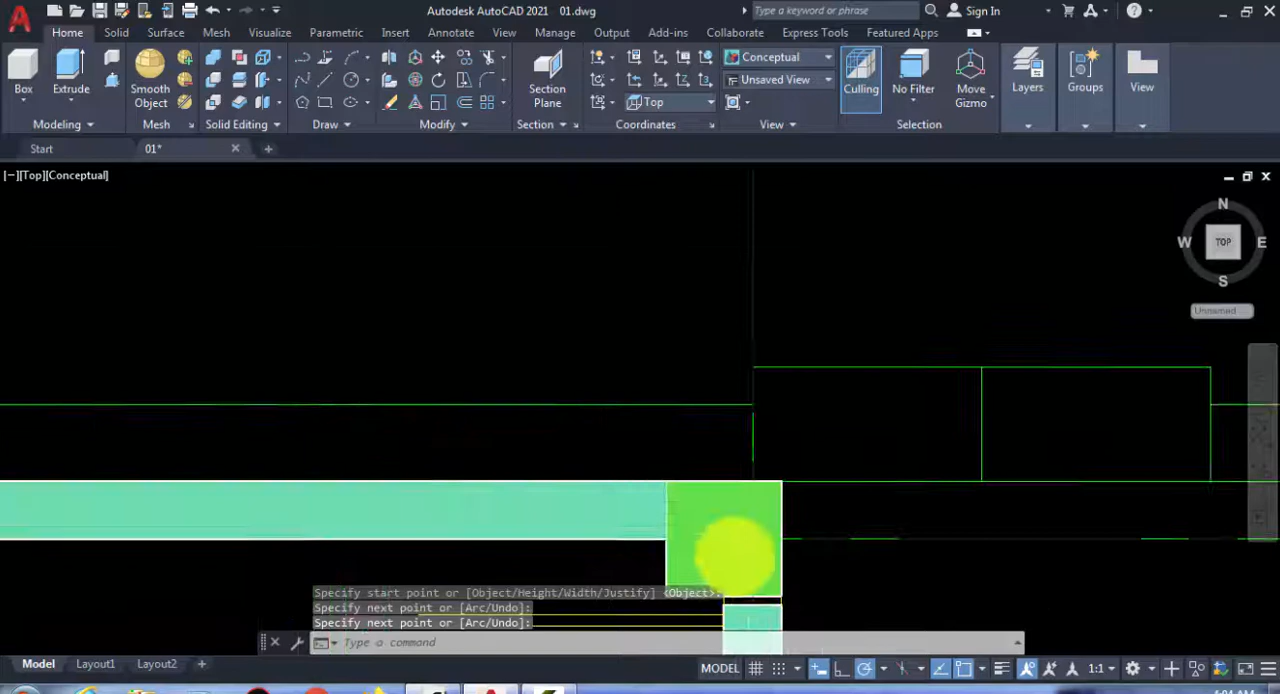 Autodesk AutoCAD 2021 01.dwg
Type a keyword or phrase
Sign In
Home Solid Surface Mesh Visualize Parametric Insert Annotate View Manage Output Add-ins Collaborate Express Tools Featured Apps
Box
Extrude
Smooth Object
Section Plane
Conceptual
Unsaved View
Top
Culling
No Filter
Move Gizmo
Layers
Groups
View
Modeling Mesh Solid Editing Draw Modify Section Coordinates View Selection
Start 01*
[−][Top][Conceptual]
N
W TOP E
S
Unnamed
Specify start point or [Object/Height/Width/Justify] <Object>:
Specify next point or [Arc/Undo]:
Specify next point or [Arc/Undo]:
Type a command
Model Layout1 Layout2
MODEL
1:1